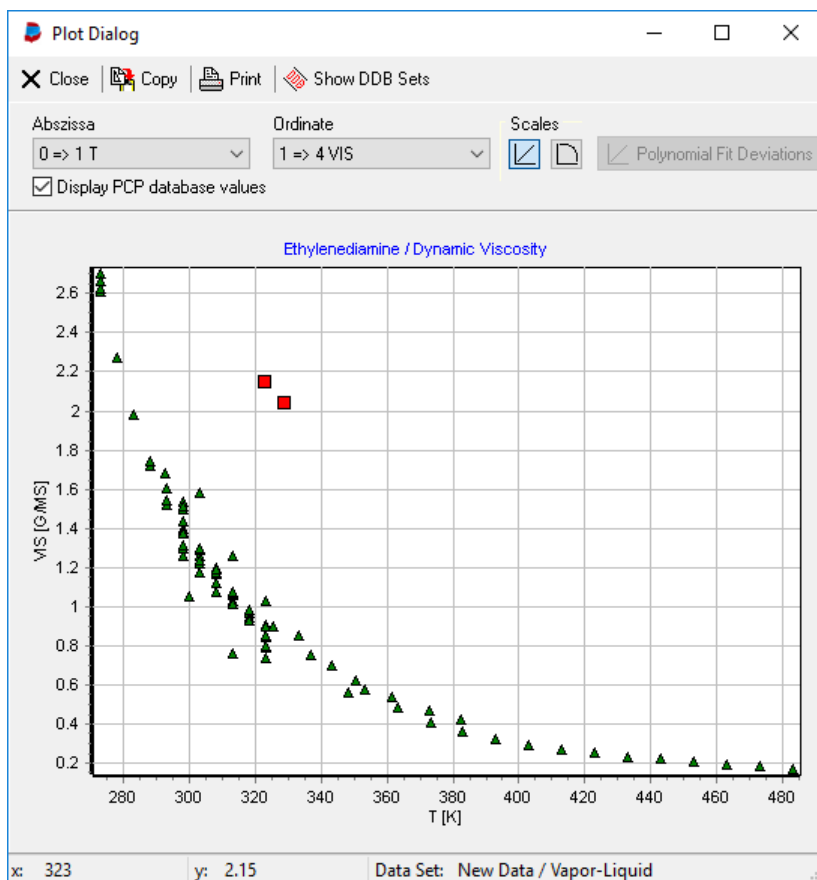 Plot Dialog
Close Copy Print Show DDB Sets
Abszissa Ordinate Scales
0 => 1 T 1 => 4 VIS Polynomial Fit Deviations
Display PCP database values
Ethylenediamine / Dynamic Viscosity
2.6
2.4
2.2
2
1.8
1.6
1.4
1.2
1
0.8
0.6
0.4
0.2
VIS [G/MS]
280 300 320 340 360 380 400 420 440 460 480
T [K]
x: 323 y: 2.15 Data Set: New Data / Vapor-Liquid